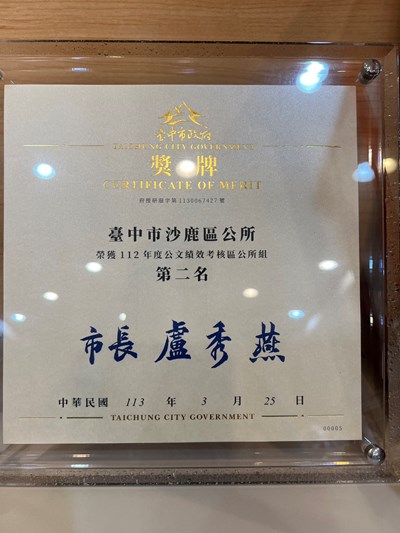 臺中市政府
TAICHUNG CITY GOVERNMENT
獎牌
CERTIFICATE OF MERIT
府授研管字第1130067427號
臺中市沙鹿區公所
榮獲112年度公文績效考核區公所組
第二名
市長 盧秀燕
中華民國 113 年 3 月 25 日
TAICHUNG CITY GOVERNMENT
00005